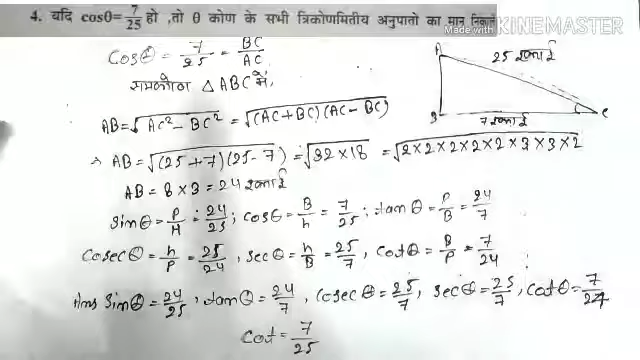 4. यदि cosθ= 7/25 हो ,तो θ कोण के सभी त्रिकोणमितीय अनुपातो का मान निकाले
Made with KINEMASTER
Cosθ = 7/25 = BC/AC
समकोण △ABC में,
A
25 इकाई
B
7 इकाई
C
AB=√AC²-BC² = √(AC+BC)(AC-BC)
∴ AB=√(25+7)(25-7) = √32×18 = √2×2×2×2×2×3×3×2
AB = 8×3 = 24 इकाई
Sinθ = P/H = 24/25 ; cosθ = B/h = 7/25 ; tanθ = P/B = 24/7
Cosecθ = h/P = 25/24 , secθ = h/B = 25/7 , Cotθ = B/P = 7/24
Ans Sinθ = 24/25 , tanθ = 24/7 , Cosecθ = 25/7 , secθ = 25/7 , Cotθ = 7/24
Cot = 7/25